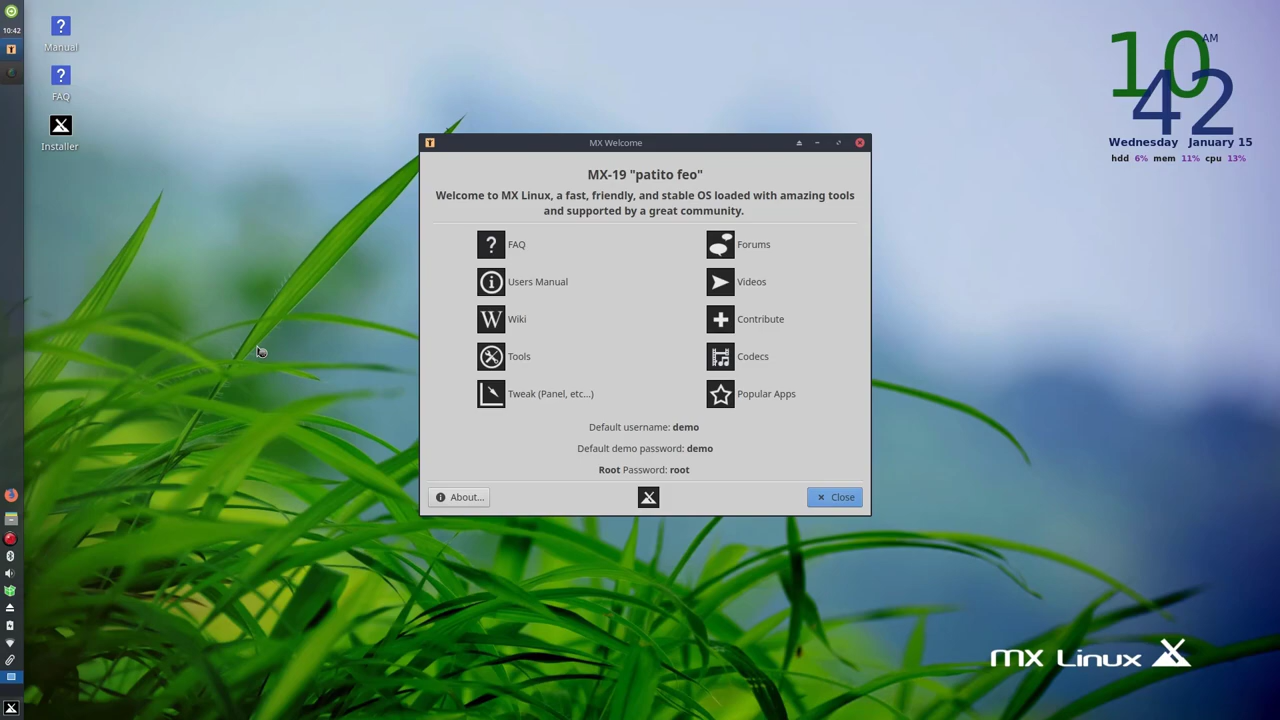 10:42
Manual
FAQ
Installer
10 AM
42
Wednesday January 15
hdd 6% mem 11% cpu 13%
MX Welcome
MX-19 "patito feo"
Welcome to MX Linux, a fast, friendly, and stable OS loaded with amazing tools
and supported by a great community.
FAQ
Forums
Users Manual
Videos
Wiki
Contribute
Tools
Codecs
Tweak (Panel, etc...)
Popular Apps
Default username: demo
Default demo password: demo
Root Password: root
About...
Close
mx Linux